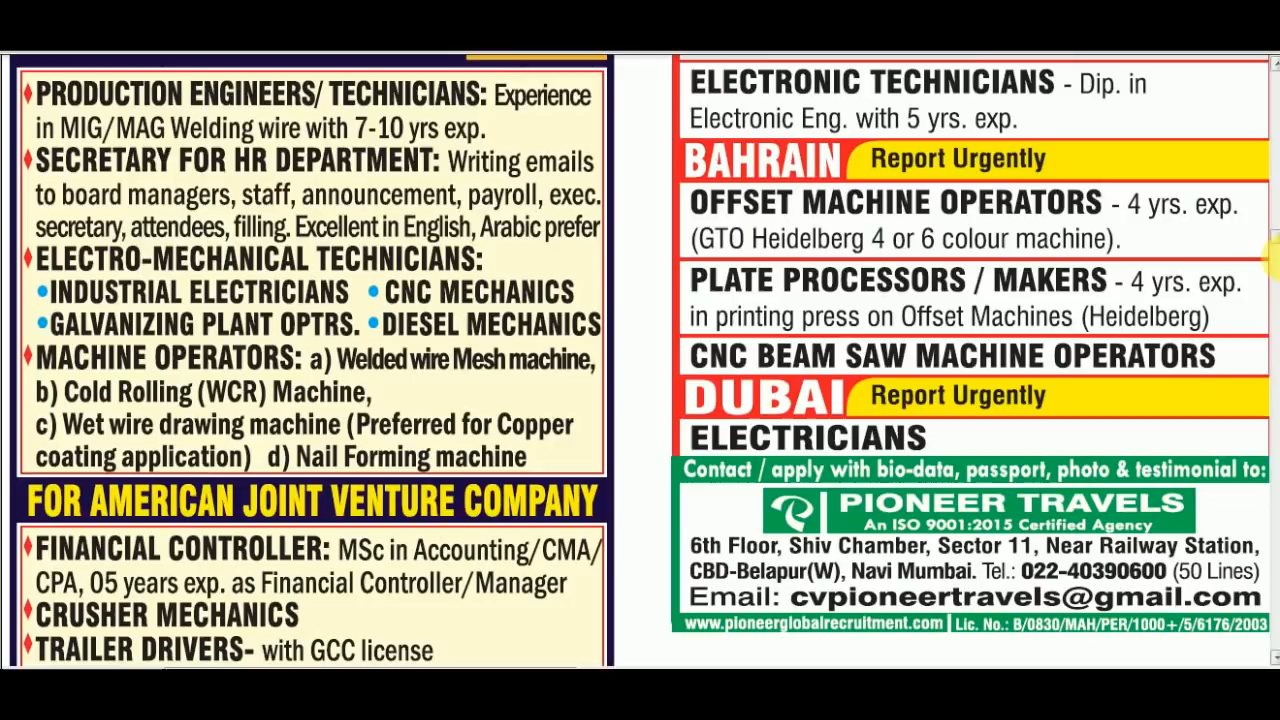 PRODUCTION ENGINEERS/ TECHNICIANS: Experience
in MIG/MAG Welding wire with 7-10 yrs exp.
SECRETARY FOR HR DEPARTMENT: Writing emails
to board managers, staff, announcement, payroll, exec.
secretary, attendees, filling. Excellent in English, Arabic prefer
ELECTRO-MECHANICAL TECHNICIANS:
•INDUSTRIAL ELECTRICIANS •CNC MECHANICS
•GALVANIZING PLANT OPTRS. •DIESEL MECHANICS
MACHINE OPERATORS: a) Welded wire Mesh machine,
b) Cold Rolling (WCR) Machine,
c) Wet wire drawing machine (Preferred for Copper
coating application) d) Nail Forming machine
FOR AMERICAN JOINT VENTURE COMPANY
FINANCIAL CONTROLLER: MSc in Accounting/CMA/
CPA, 05 years exp. as Financial Controller/Manager
CRUSHER MECHANICS
TRAILER DRIVERS- with GCC license
ELECTRONIC TECHNICIANS - Dip. in
Electronic Eng. with 5 yrs. exp.
BAHRAIN Report Urgently
OFFSET MACHINE OPERATORS - 4 yrs. exp.
(GTO Heidelberg 4 or 6 colour machine).
PLATE PROCESSORS / MAKERS - 4 yrs. exp.
in printing press on Offset Machines (Heidelberg)
CNC BEAM SAW MACHINE OPERATORS
DUBAI Report Urgently
ELECTRICIANS
Contact / apply with bio-data, passport, photo & testimonial to:
PIONEER TRAVELS
An ISO 9001:2015 Certified Agency
6th Floor, Shiv Chamber, Sector 11, Near Railway Station,
CBD-Belapur(W), Navi Mumbai. Tel.: 022-40390600 (50 Lines)
Email: cvpioneertravels@gmail.com
www.pioneerglobalrecruitment.com | Lic. No.: B/0830/MAH/PER/1000+/5/6176/2003